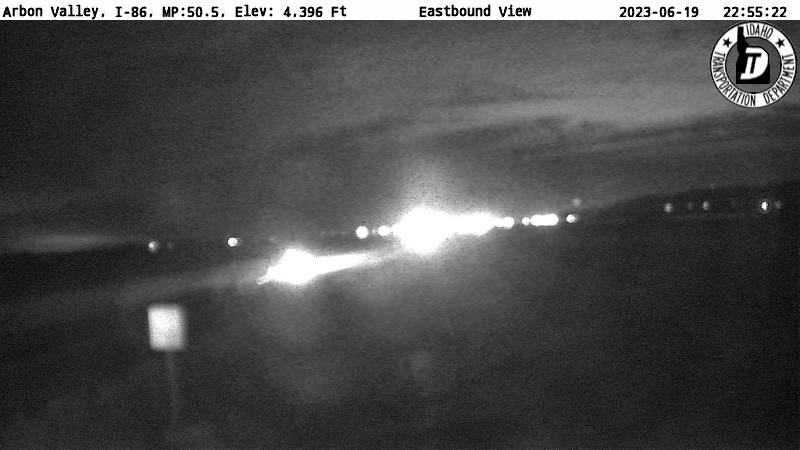 Arbon Valley, I-86, MP:50.5, Elev: 4,396 Ft Eastbound View 2023-06-19 22:55:22
IDAHO
TRANSPORTATION DEPARTMENT